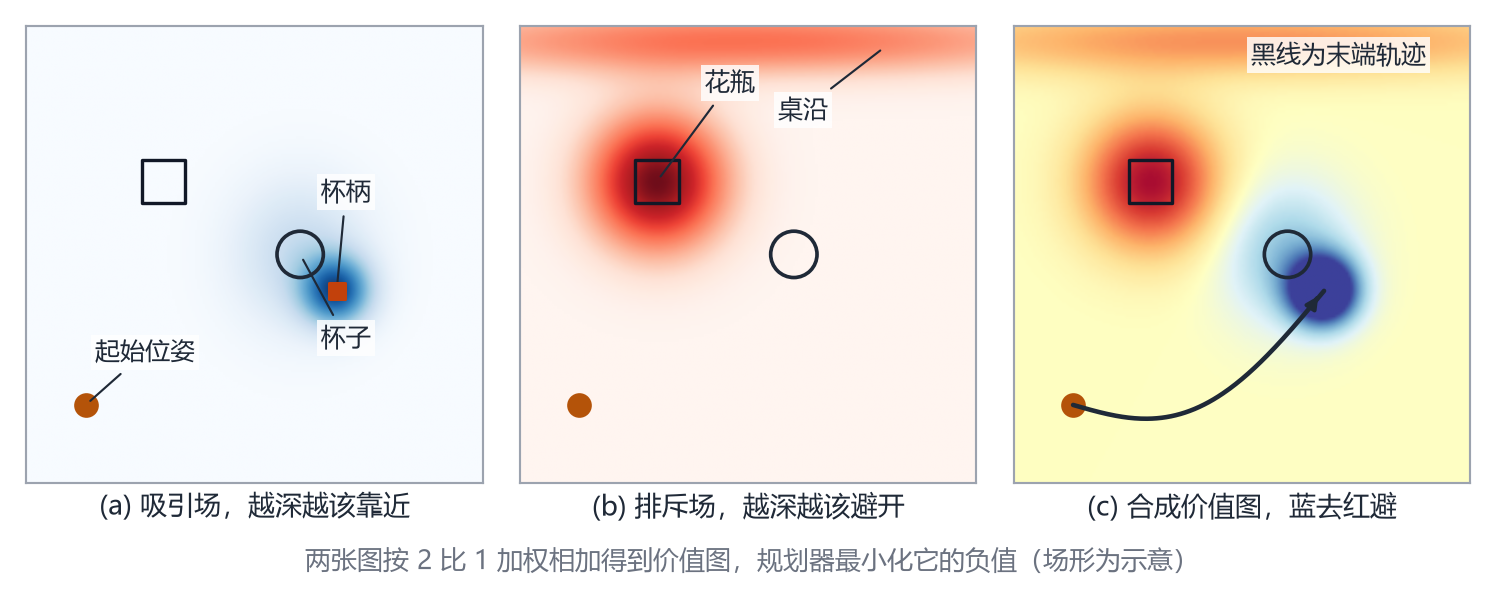 杯柄
杯子
起始位姿
(a) 吸引场，越深越该靠近
花瓶
桌沿
(b) 排斥场，越深越该避开
黑线为末端轨迹
(c) 合成价值图，蓝去红避
两张图按 2 比 1 加权相加得到价值图，规划器最小化它的负值（场形为示意）